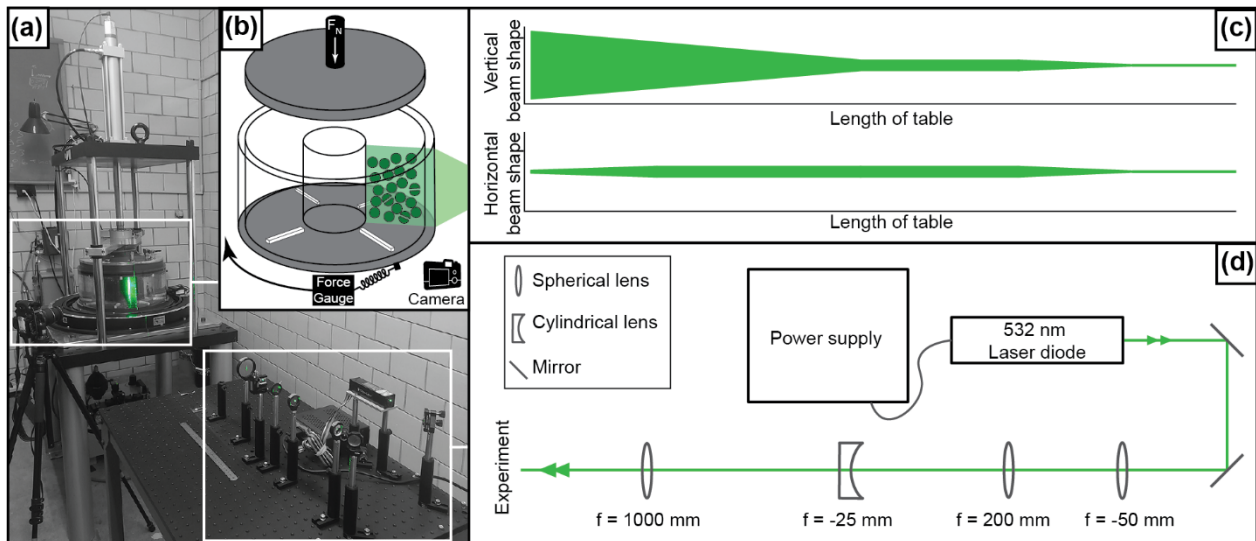 (a)
(b)
F_N
Force
Gauge
Camera
(c)
Vertical
beam shape
Length of table
Horizontal
beam shape
Length of table
(d)
Spherical lens
Cylindrical lens
Mirror
Power supply
532 nm
Laser diode
Experiment
f = 1000 mm
f = -25 mm
f = 200 mm
f = -50 mm